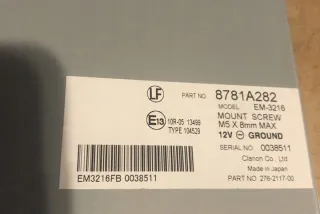 LF
PART NO 8781A282
MODEL EM-3216
MOUNT SCREW
M5 X 8mm MAX
12V ⎓ GROUND
E13 10R-05 13499
TYPE 104529
SERIAL NO 0038511
Clarion Co., Ltd
Made in Japan
EM3216FB 0038511
PART NO 276-2117-00